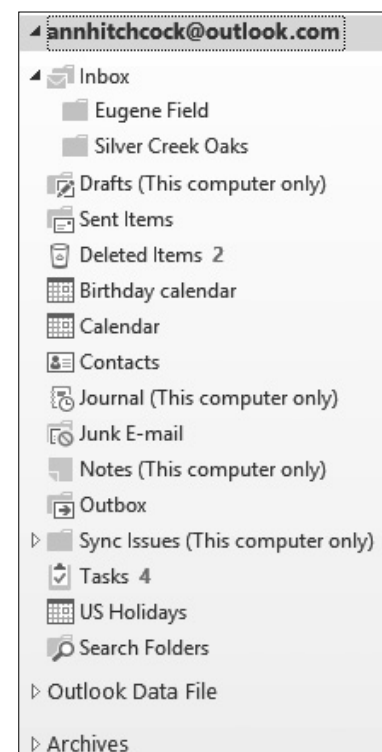 annhitchcock@outlook.com
Inbox
Eugene Field
Silver Creek Oaks
Drafts (This computer only)
Sent Items
Deleted Items 2
Birthday calendar
Calendar
Contacts
Journal (This computer only)
Junk E-mail
Notes (This computer only)
Outbox
Sync Issues (This computer only)
Tasks 4
US Holidays
Search Folders
Outlook Data File
Archives